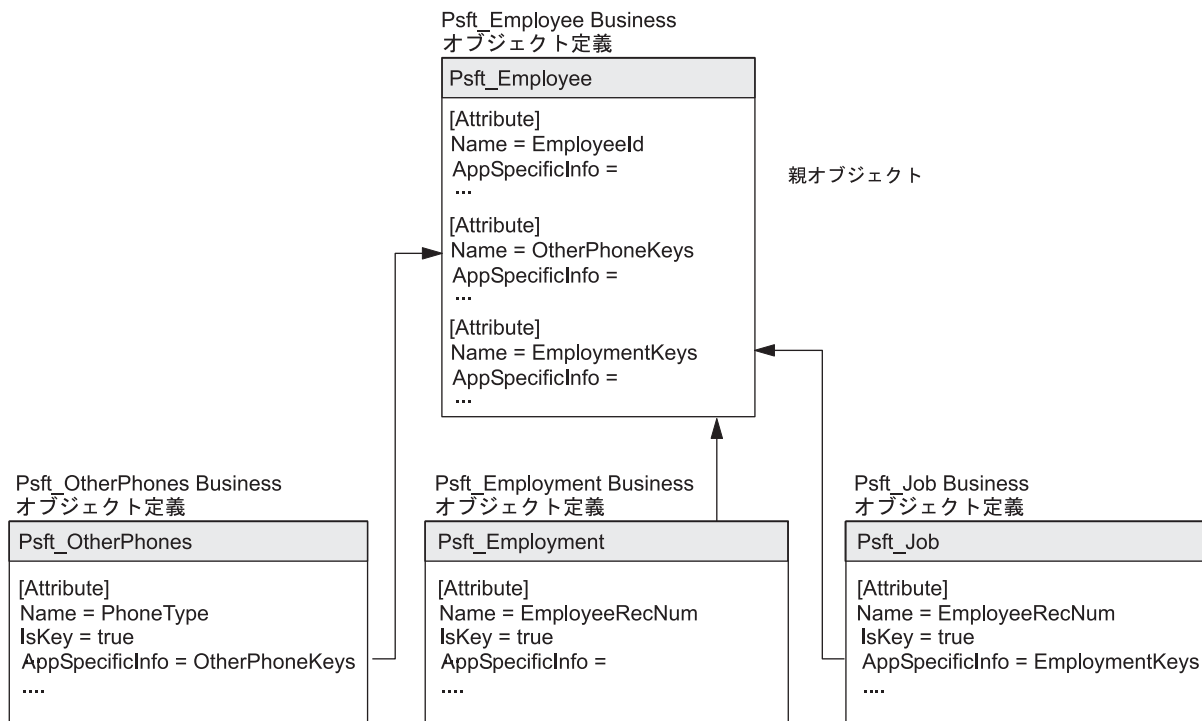 Psft_Employee Business
オブジェクト定義
Psft_Employee
[Attribute]
Name = EmployeeId
AppSpecificInfo =
...
[Attribute]
Name = OtherPhoneKeys
AppSpecificInfo =
...
[Attribute]
Name = EmploymentKeys
AppSpecificInfo =
...
親オブジェクト
Psft_OtherPhones Business
オブジェクト定義
Psft_OtherPhones
[Attribute]
Name = PhoneType
IsKey = true
AppSpecificInfo = OtherPhoneKeys
....
Psft_Employment Business
オブジェクト定義
Psft_Employment
[Attribute]
Name = EmployeeRecNum
IsKey = true
AppSpecificInfo =
....
Psft_Job Business
オブジェクト定義
Psft_Job
[Attribute]
Name = EmployeeRecNum
IsKey = true
AppSpecificInfo = EmploymentKeys
....